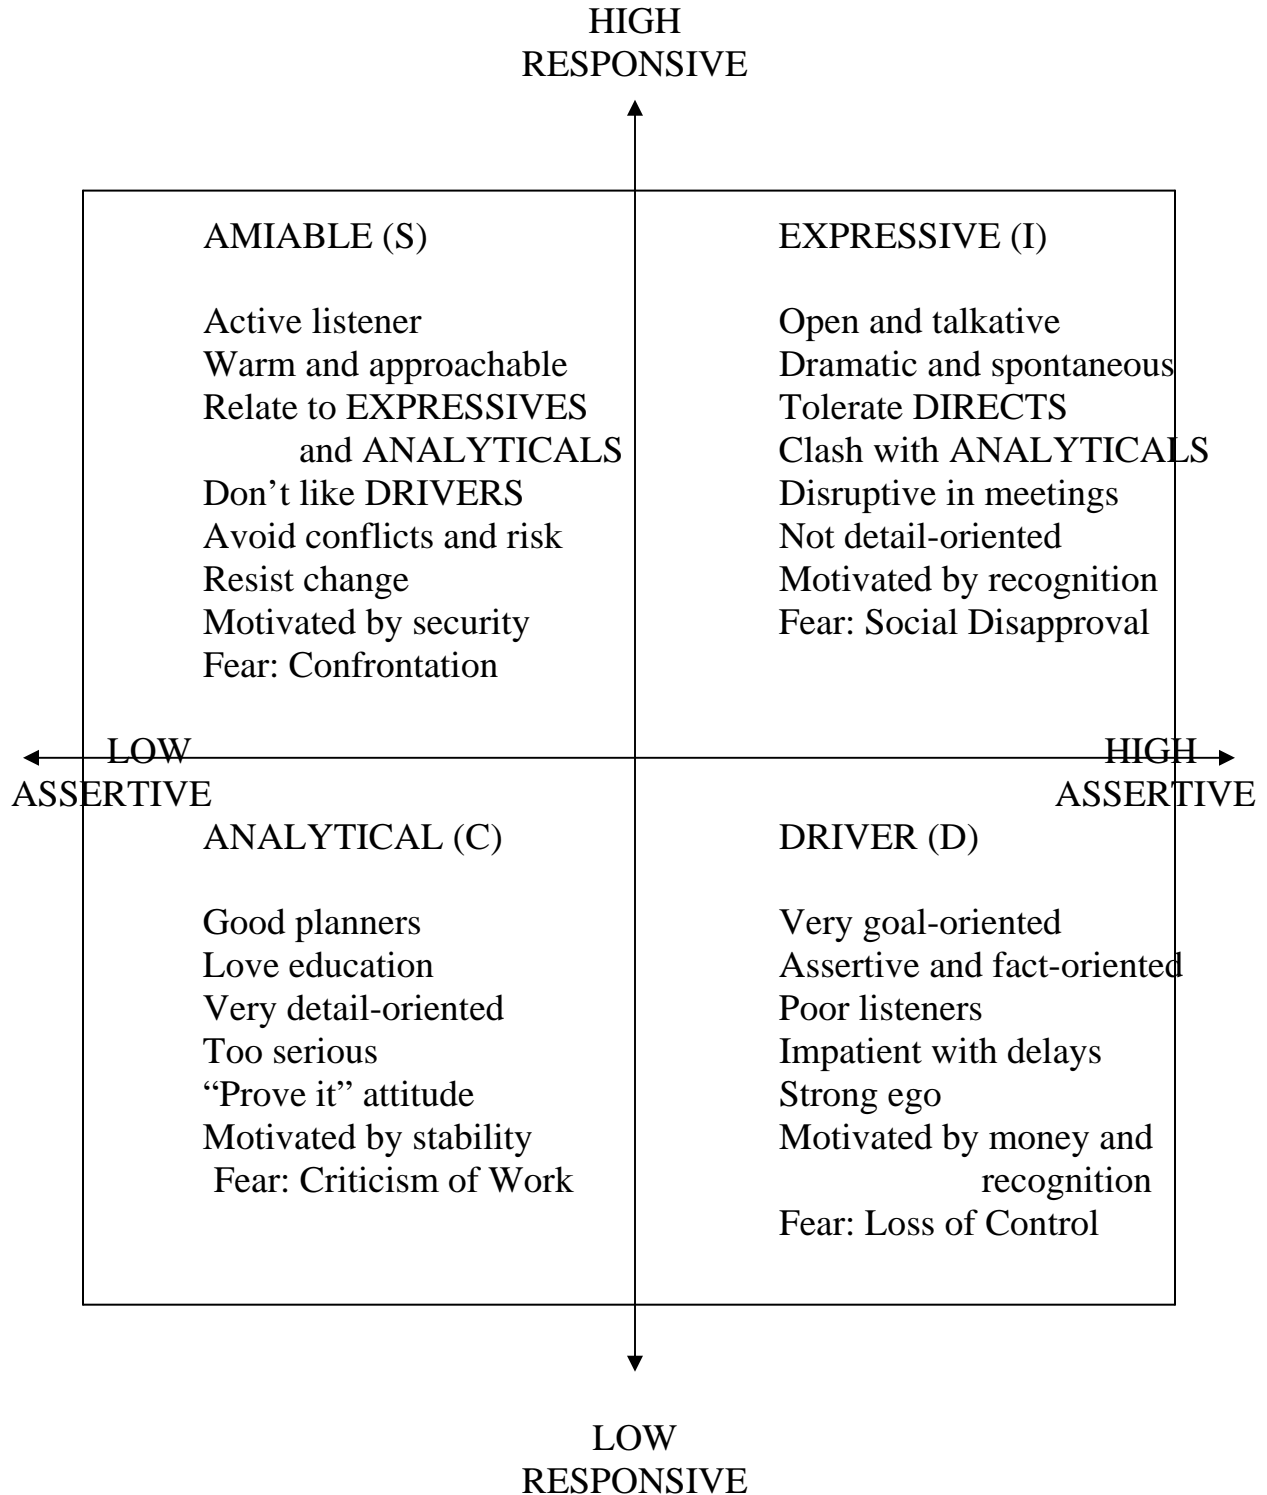 HIGH
RESPONSIVE
AMIABLE (S)
Active listener
Warm and approachable
Relate to EXPRESSIVES
and ANALYTICALS
Don’t like DRIVERS
Avoid conflicts and risk
Resist change
Motivated by security
Fear: Confrontation
EXPRESSIVE (I)
Open and talkative
Dramatic and spontaneous
Tolerate DIRECTS
Clash with ANALYTICALS
Disruptive in meetings
Not detail-oriented
Motivated by recognition
Fear: Social Disapproval
LOW
ASSERTIVE
HIGH
ASSERTIVE
ANALYTICAL (C)
Good planners
Love education
Very detail-oriented
Too serious
“Prove it” attitude
Motivated by stability
Fear: Criticism of Work
DRIVER (D)
Very goal-oriented
Assertive and fact-oriented
Poor listeners
Impatient with delays
Strong ego
Motivated by money and
recognition
Fear: Loss of Control
LOW
RESPONSIVE